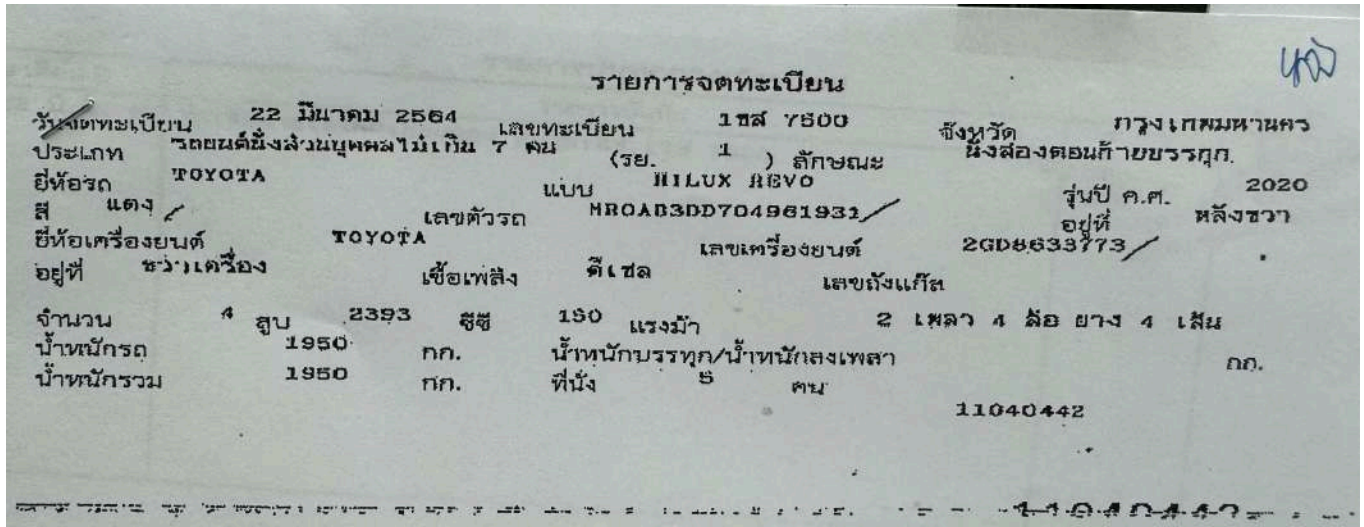 รายการจดทะเบียน
วันจดทะเบียน 22 มีนาคม 2564 เลขทะเบียน 1ขส 7500 จังหวัด กรุงเทพมหานคร
ประเภท รถยนต์นั่งส่วนบุคคลไม่เกิน 7 คน (รย. 1 ) ลักษณะ นั่งสองตอนท้ายบรรทุก
ยี่ห้อรถ TOYOTA แบบ HILUX REVO รุ่นปี ค.ศ. 2020
สี แดง เลขตัวรถ MR0AB3DD704961931 อยู่ที่ หลังขวา
ยี่ห้อเครื่องยนต์ TOYOTA เลขเครื่องยนต์ 2GD8633773
อยู่ที่ ขวาเครื่อง เชื้อเพลิง ดีเซล เลขถังแก๊ส
จำนวน 4 สูบ 2393 ซีซี 150 แรงม้า 2 เพลา 4 ล้อ ยาง 4 เส้น
น้ำหนักรถ 1950 กก. น้ำหนักบรรทุก/น้ำหนักลงเพลา กก.
น้ำหนักรวม 1950 กก. ที่นั่ง 5 คน
11040442
11040442